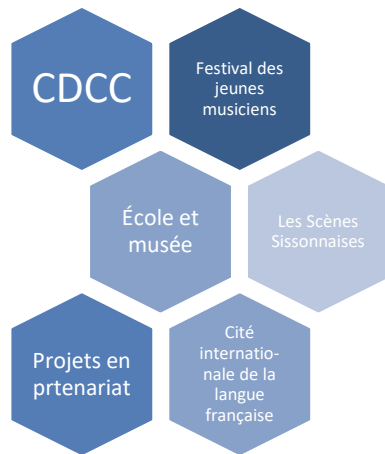 CDCC
Festival des
jeunes
musiciens
École et
musée
Les Scènes
Sissonnaises
Projets en
prtenariat
Cité
internatio-
nale de la
langue
française